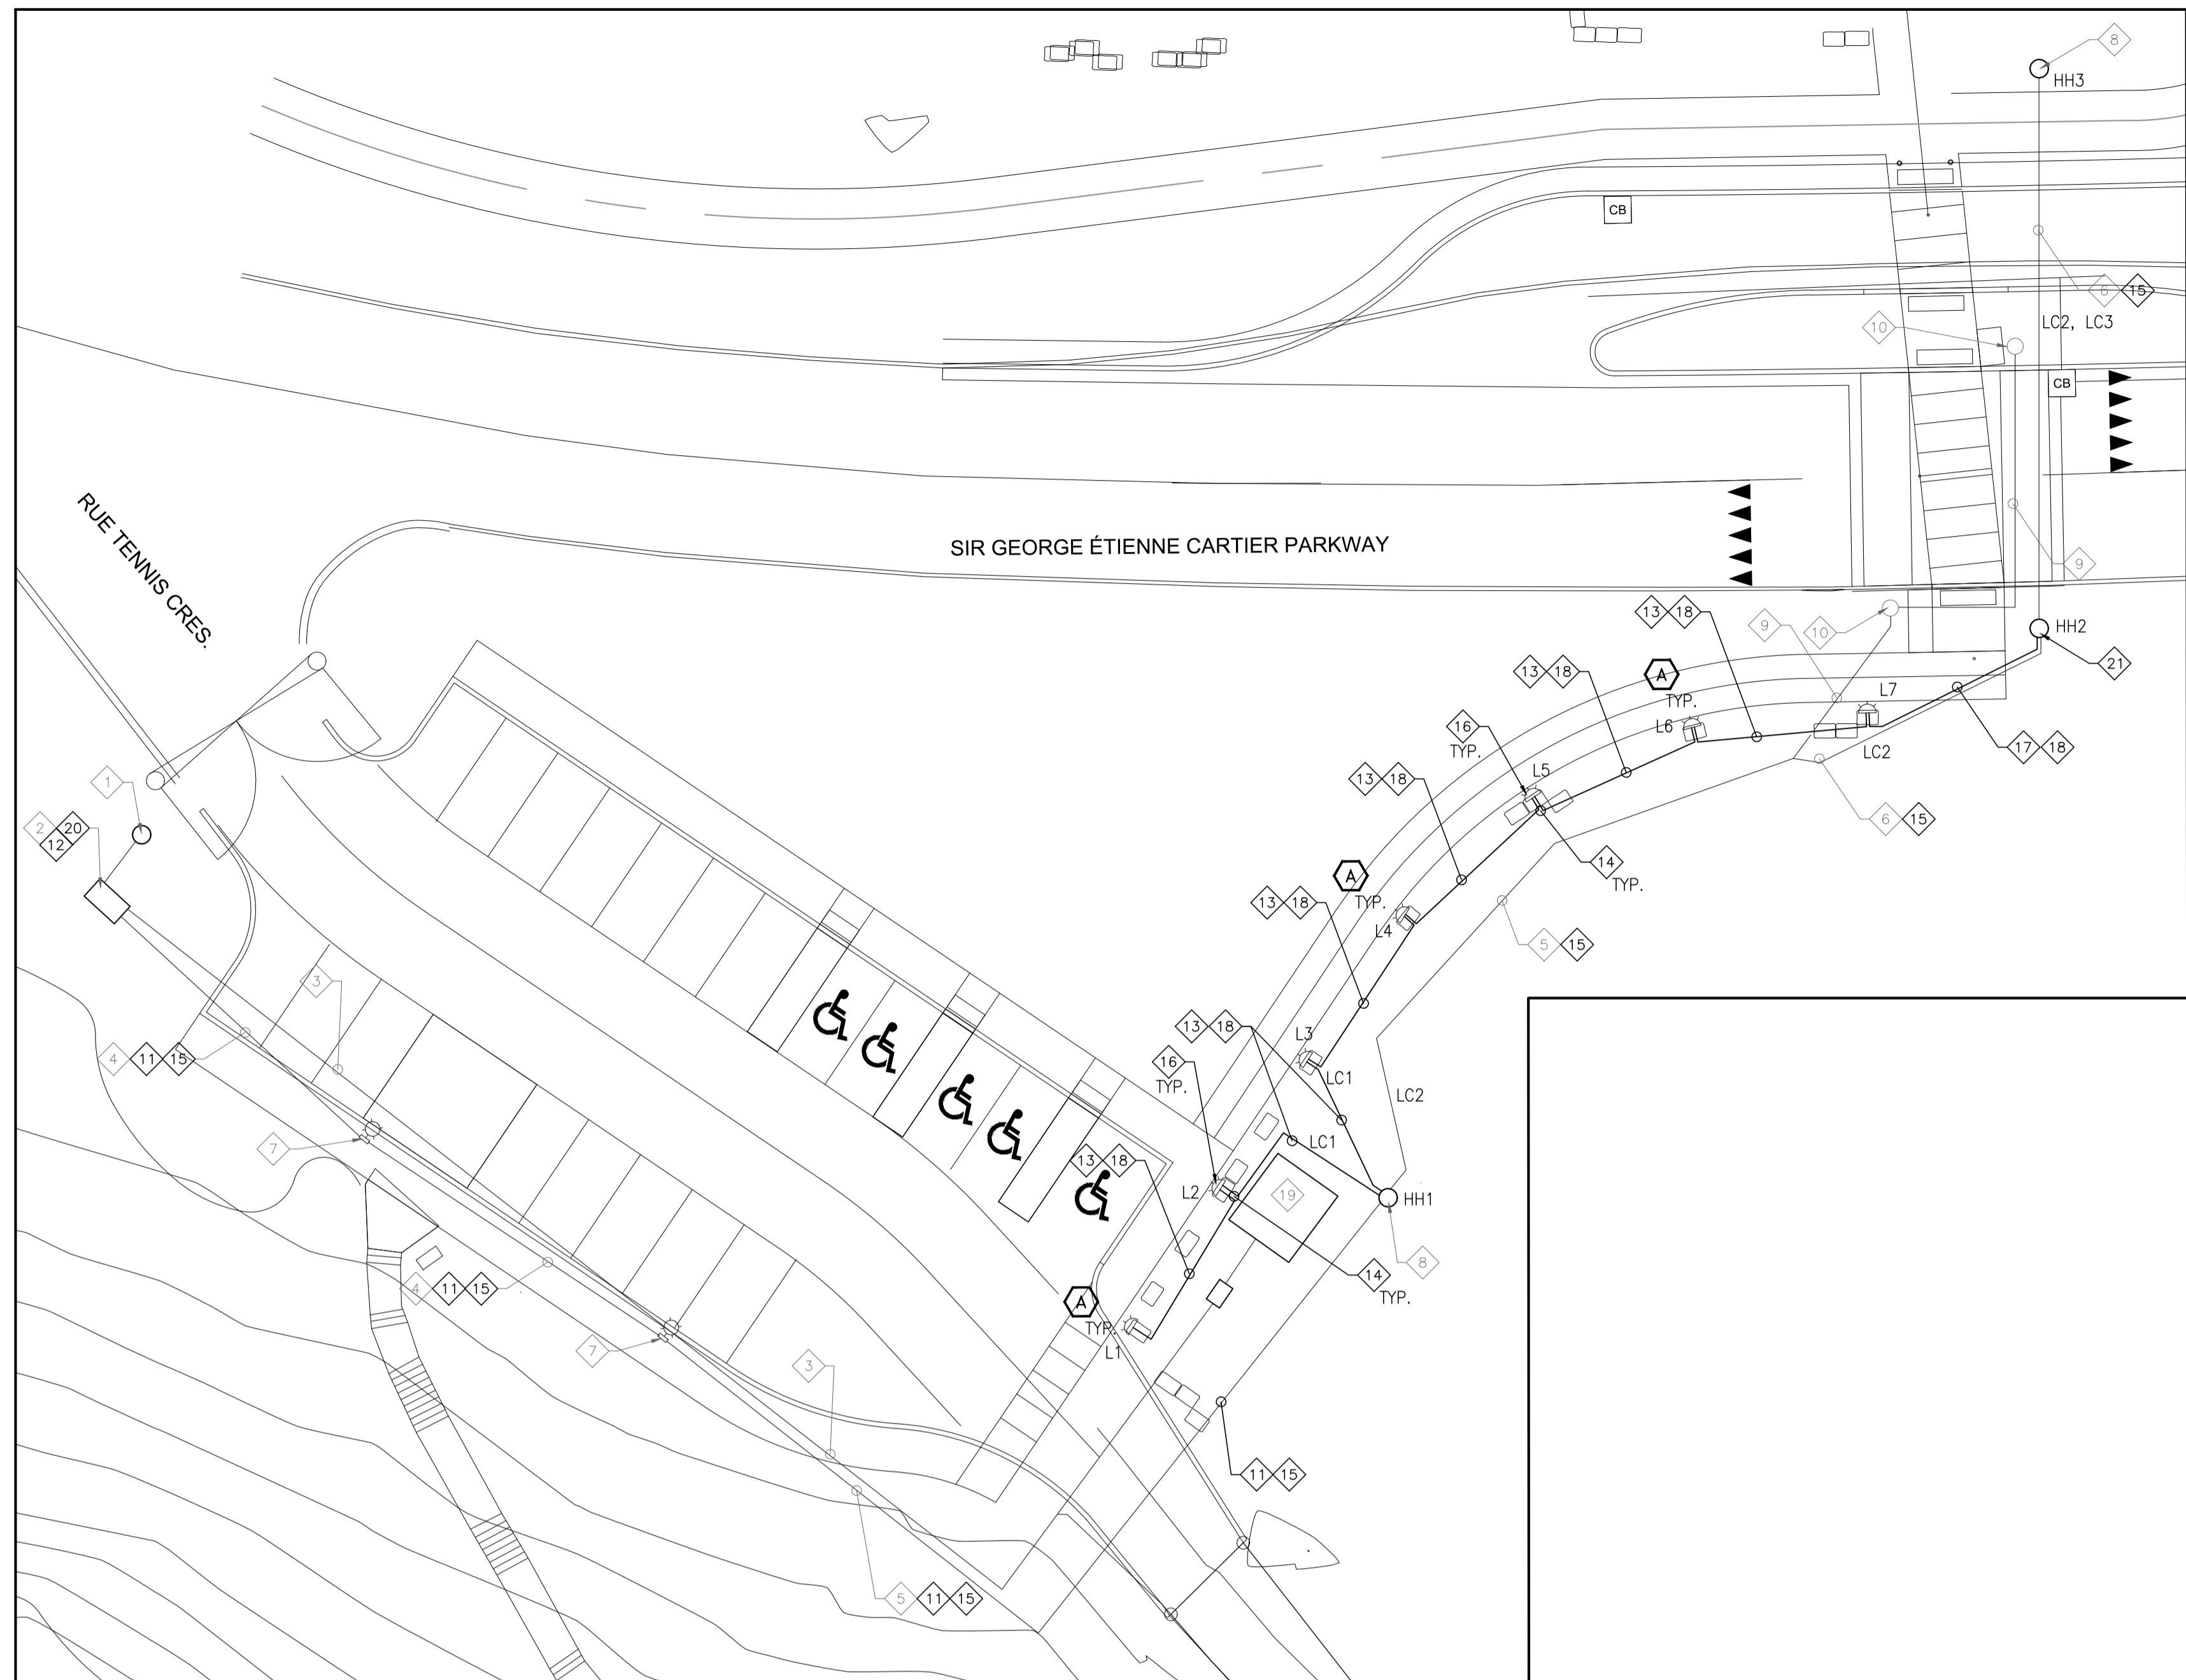 8
HH3
CB
6 15
LC2, LC3
10
CB
RUE TENNIS CRES.
SIR GEORGE ÉTIENNE CARTIER PARKWAY
9
13 18
9
10
HH2
21
13 18
A
TYP.
L7
L6
16
TYP.
17 18
LC2
L5
13 18
1
2 20
12
6 15
14
TYP.
A
TYP.
13 18
L4
5 15
3
13 18
L3
16
TYP.
4 11 15
LC1
LC2
7
LC1
13 18
L2
19
HH1
8
4 11 15
14
TYP.
A
TYP.
L1
7
3
11 15
5 11 15